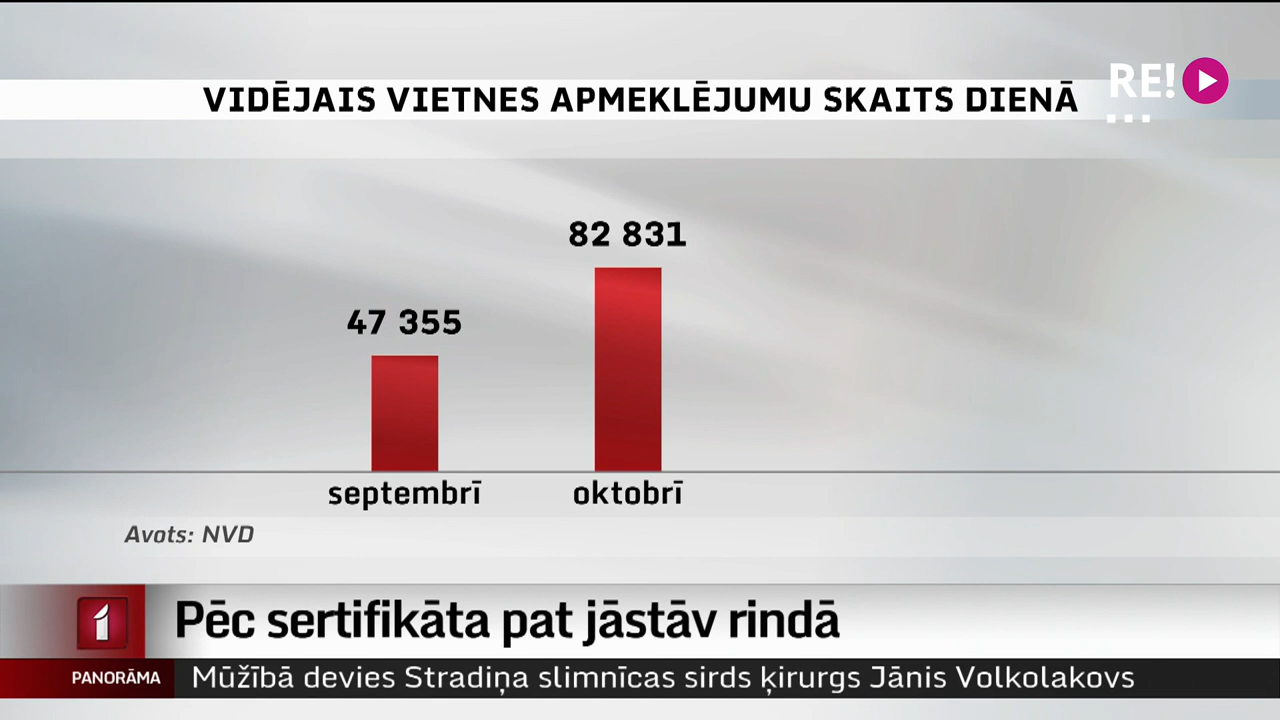 VIDĒJAIS VIETNES APMEKLĒJUMU SKAITS DIENĀ
RE!
82 831
47 355
septembrī
oktobrī
Avots: NVD
1
Pēc sertifikāta pat jāstāv rindā
PANORĀMA
Mūžībā devies Stradiņa slimnīcas sirds ķirurgs Jānis Volkolakovs